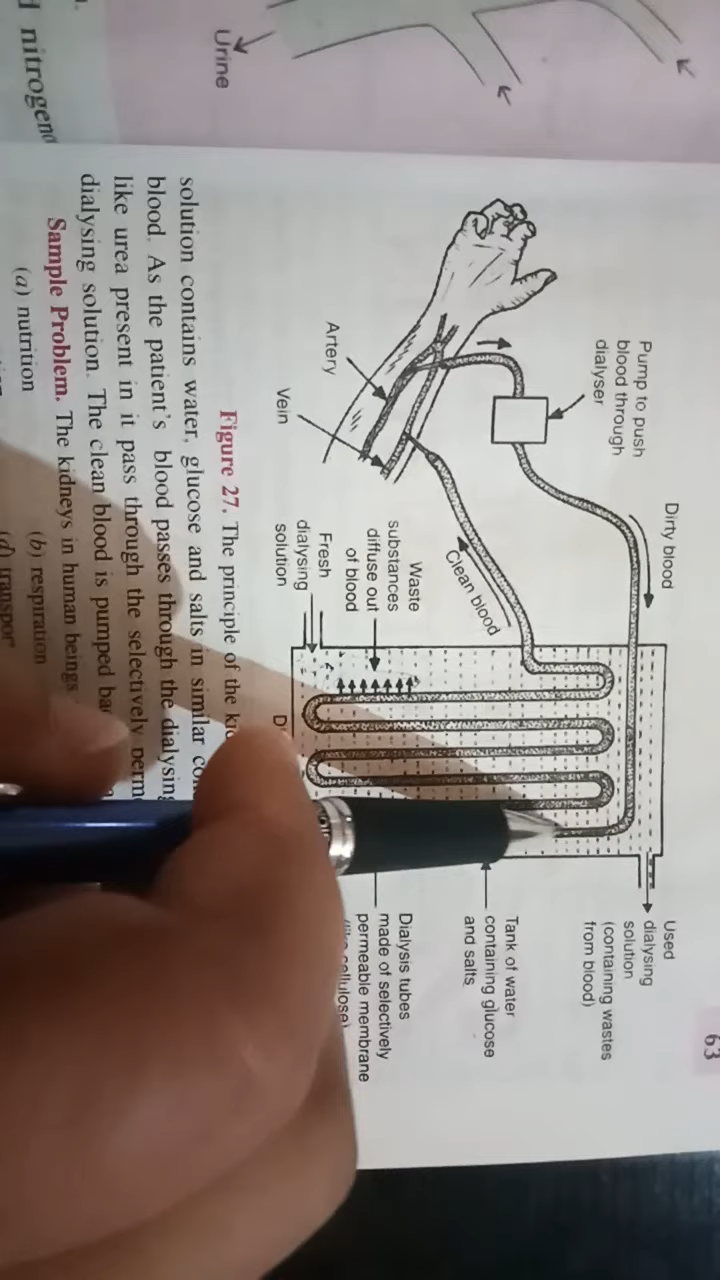 Urine
d nitrogeno
63
Pump to push
blood through
dialyser
Dirty blood
Used
dialysing
solution
(containing wastes
from blood)
Clean blood
Tank of water
containing glucose
and salts
Artery
Vein
Waste
substances
diffuse out
of blood
Fresh
dialysing
solution
Dialysis tubes
made of selectively
permeable membrane
(like cellulose)
Figure 27. The principle of the
solution contains water, glucose and salts in similar
blood. As the patient's blood passes through the dialysing
like urea present in it pass through the selectively
dialysing solution. The clean blood is pumped
Sample Problem. The kidneys in human beings
(a) nutrition
(b) respiration
(d)